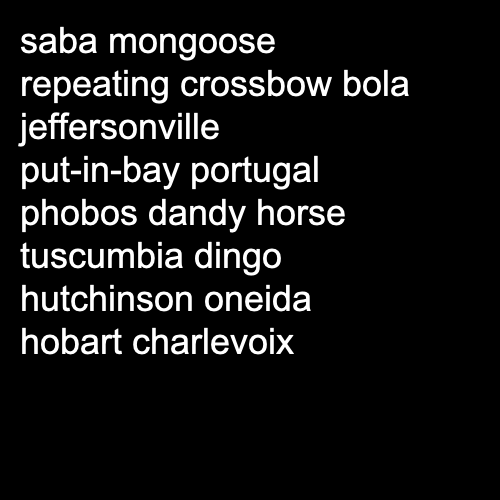 saba mongoose
repeating crossbow bola
jeffersonville
put-in-bay portugal
phobos dandy horse
tuscumbia dingo
hutchinson oneida
hobart charlevoix